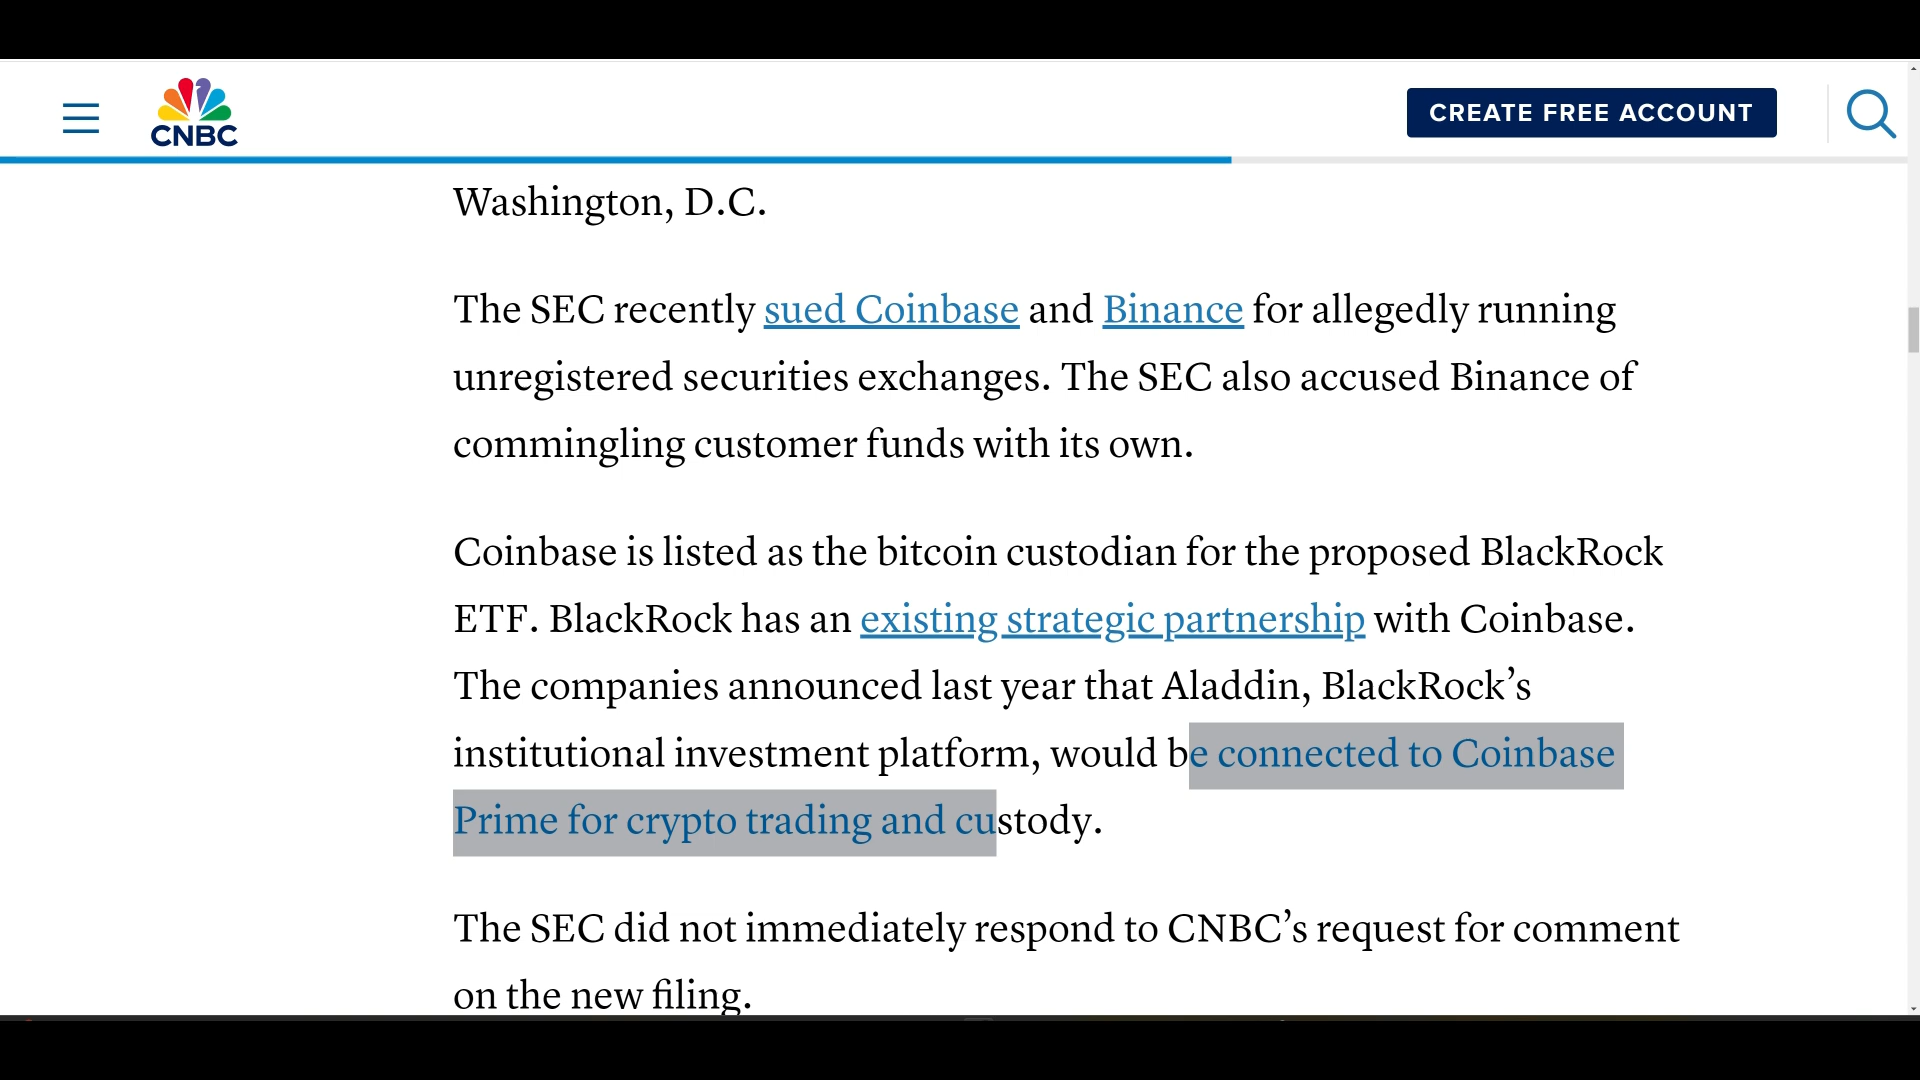 CNBC
CREATE FREE ACCOUNT
Washington, D.C.
The SEC recently sued Coinbase and Binance for allegedly running
unregistered securities exchanges. The SEC also accused Binance of
commingling customer funds with its own.
Coinbase is listed as the bitcoin custodian for the proposed BlackRock
ETF. BlackRock has an existing strategic partnership with Coinbase.
The companies announced last year that Aladdin, BlackRock’s
institutional investment platform, would be connected to Coinbase
Prime for crypto trading and custody.
The SEC did not immediately respond to CNBC’s request for comment
on the new filing.